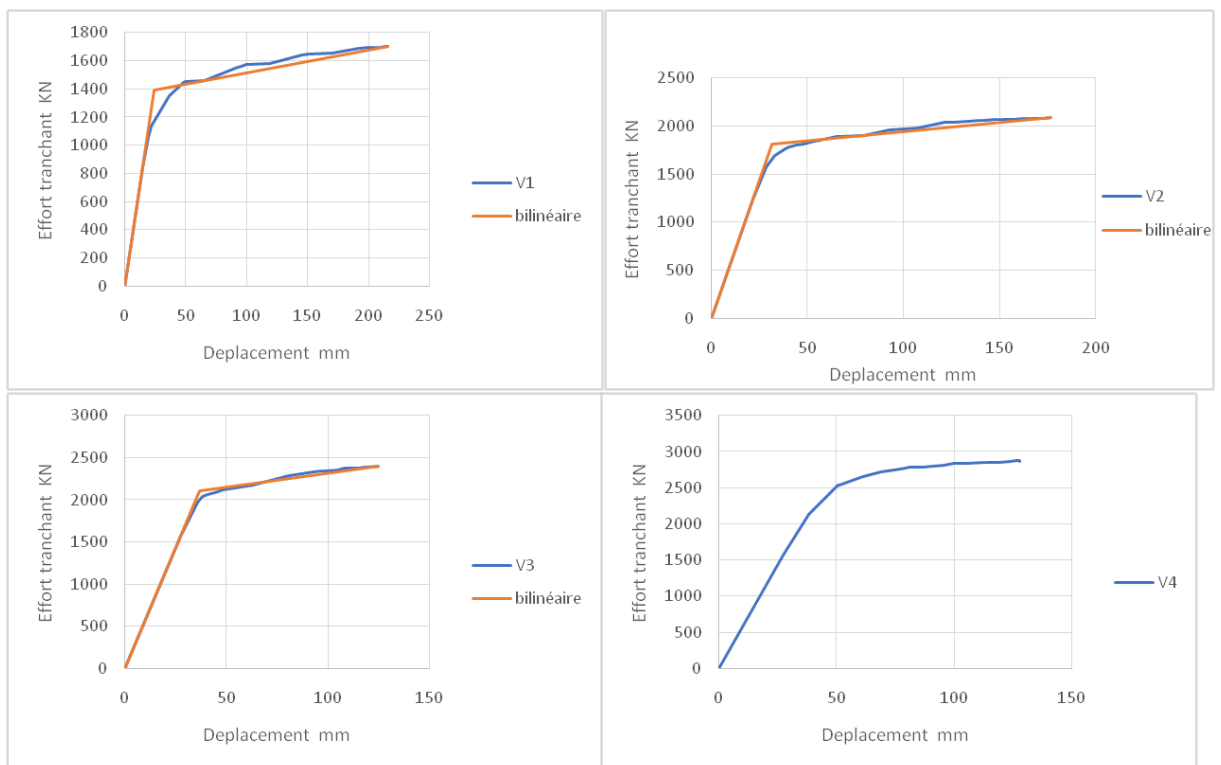 1800
1600
1400
1200
1000
800
600
400
200
0
0 50 100 150 200 250
Effort tranchant KN
Deplacement mm
V1
bilinéaire
2500
2000
1500
1000
500
0
0 50 100 150 200
Effort tranchant KN
Deplacement mm
V2
bilinéaire
3000
2500
2000
1500
1000
500
0
0 50 100 150
Effort tranchant KN
Deplacement mm
V3
bilinéaire
3500
3000
2500
2000
1500
1000
500
0
0 50 100 150
Effort tranchant KN
Deplacement mm
V4